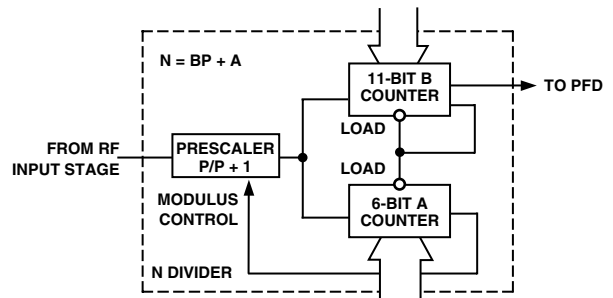 N = BP + A
11-BIT B
COUNTER
TO PFD
LOAD
FROM RF
INPUT STAGE
PRESCALER
P/P + 1
LOAD
MODULUS
CONTROL
6-BIT A
COUNTER
N DIVIDER